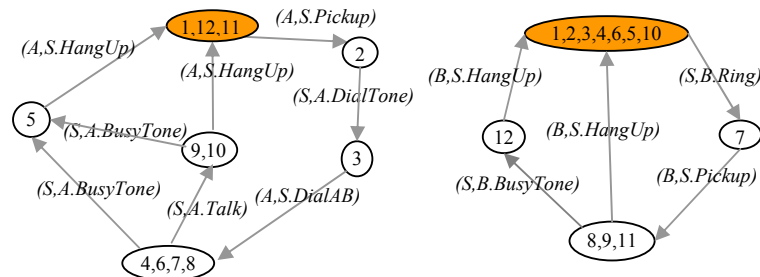 1,12,11
(A,S.Pickup)
(A,S.HangUp)
(A,S.HangUp)
2
(S,A.DialTone)
5
(S,A.BusyTone)
9,10
3
(S,A.BusyTone)
(S,A.Talk)
(A,S.DialAB)
4,6,7,8
1,2,3,4,6,5,10
(B,S.HangUp)
(S,B.Ring)
12
(B,S.HangUp)
7
(S,B.BusyTone)
(B,S.Pickup)
8,9,11